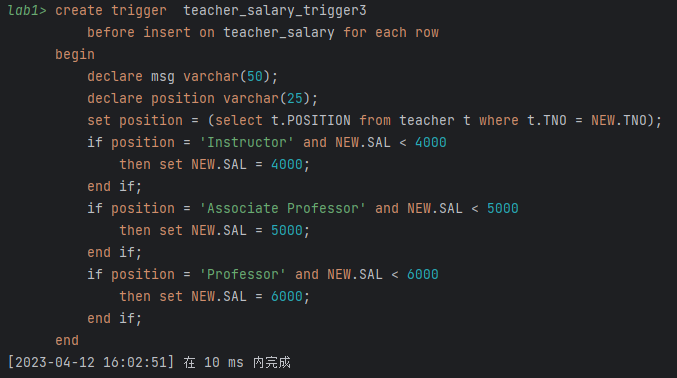 lab1> create trigger  teacher_salary_trigger3
before insert on teacher_salary for each row
begin
declare msg varchar(50);
declare position varchar(25);
set position = (select t.POSITION from teacher t where t.TNO = NEW.TNO);
if position = 'Instructor' and NEW.SAL < 4000
then set NEW.SAL = 4000;
end if;
if position = 'Associate Professor' and NEW.SAL < 5000
then set NEW.SAL = 5000;
end if;
if position = 'Professor' and NEW.SAL < 6000
then set NEW.SAL = 6000;
end if;
end
[2023-04-12 16:02:51] 在 10 ms 内完成